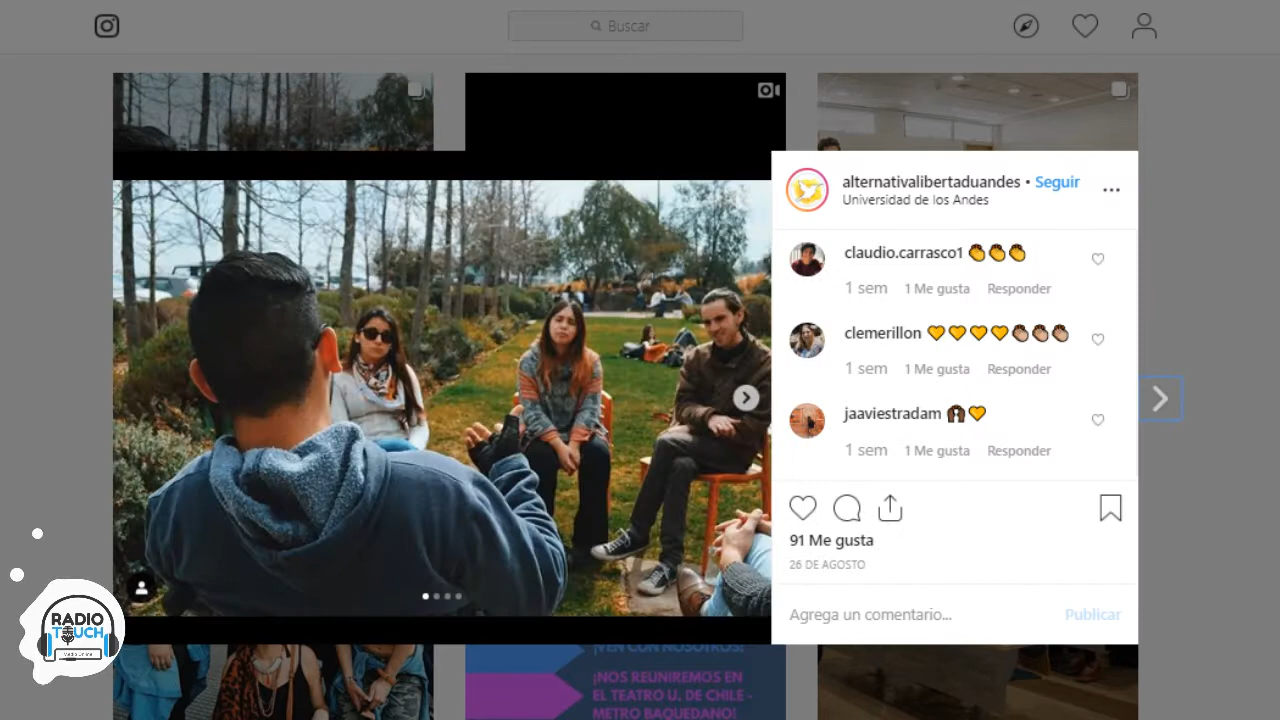 Buscar
alternativalibertaduandes • Seguir
Universidad de los Andes
claudio.carrasco1 👏👏👏
1 sem 1 Me gusta Responder
clemerillon 💛💛💛💛👏🏼👏🏼👏🏼
1 sem 1 Me gusta Responder
jaaviestradam 🙌🏿💛
1 sem 1 Me gusta Responder
91 Me gusta
26 DE AGOSTO
Agrega un comentario... Publicar
RADIO
TOUCH
Media Online
¡VEN CON NOSOTROS!
¡NOS REUNIREMOS EN
EL TEATRO U. DE CHILE -
METRO BAQUEDANO!